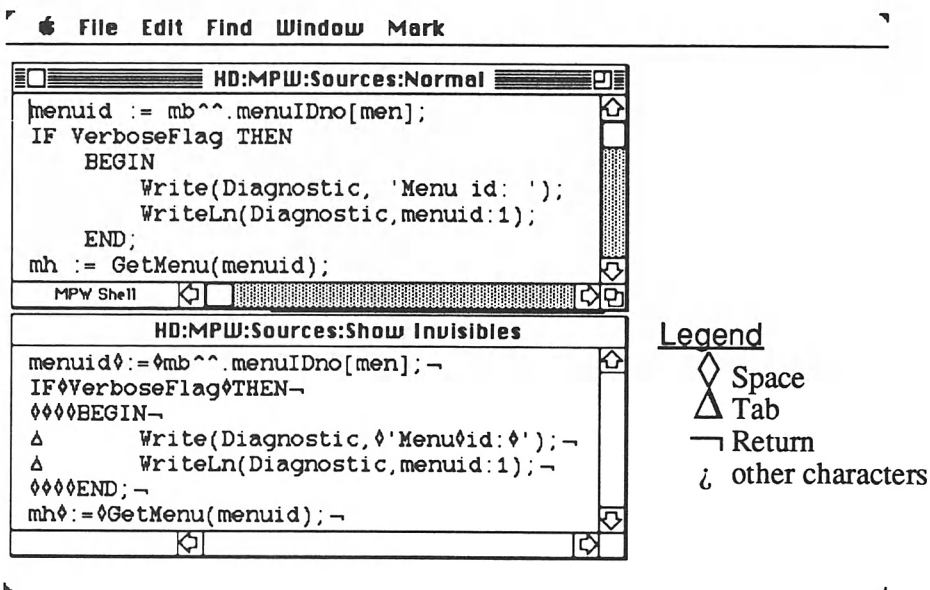 File Edit Find Window Mark
HD:MPW:Sources:Normal
menuid := mb^^.menuIDno[men];
IF VerboseFlag THEN
BEGIN
Write(Diagnostic, 'Menu id: ');
WriteLn(Diagnostic,menuid:1);
END;
mh := GetMenu(menuid);
MPW Shell
HD:MPW:Sources:Show Invisibles
menuid◊:=◊mb^^.menuIDno[men];¬
IF◊VerboseFlag◊THEN¬
◊◊◊◊BEGIN¬
∆ Write(Diagnostic,◊'Menu◊id:◊');¬
∆ WriteLn(Diagnostic,menuid:1);¬
◊◊◊◊END;¬
mh◊:=◊GetMenu(menuid);¬
Legend
◊ Space
∆ Tab
¬ Return
¿ other characters